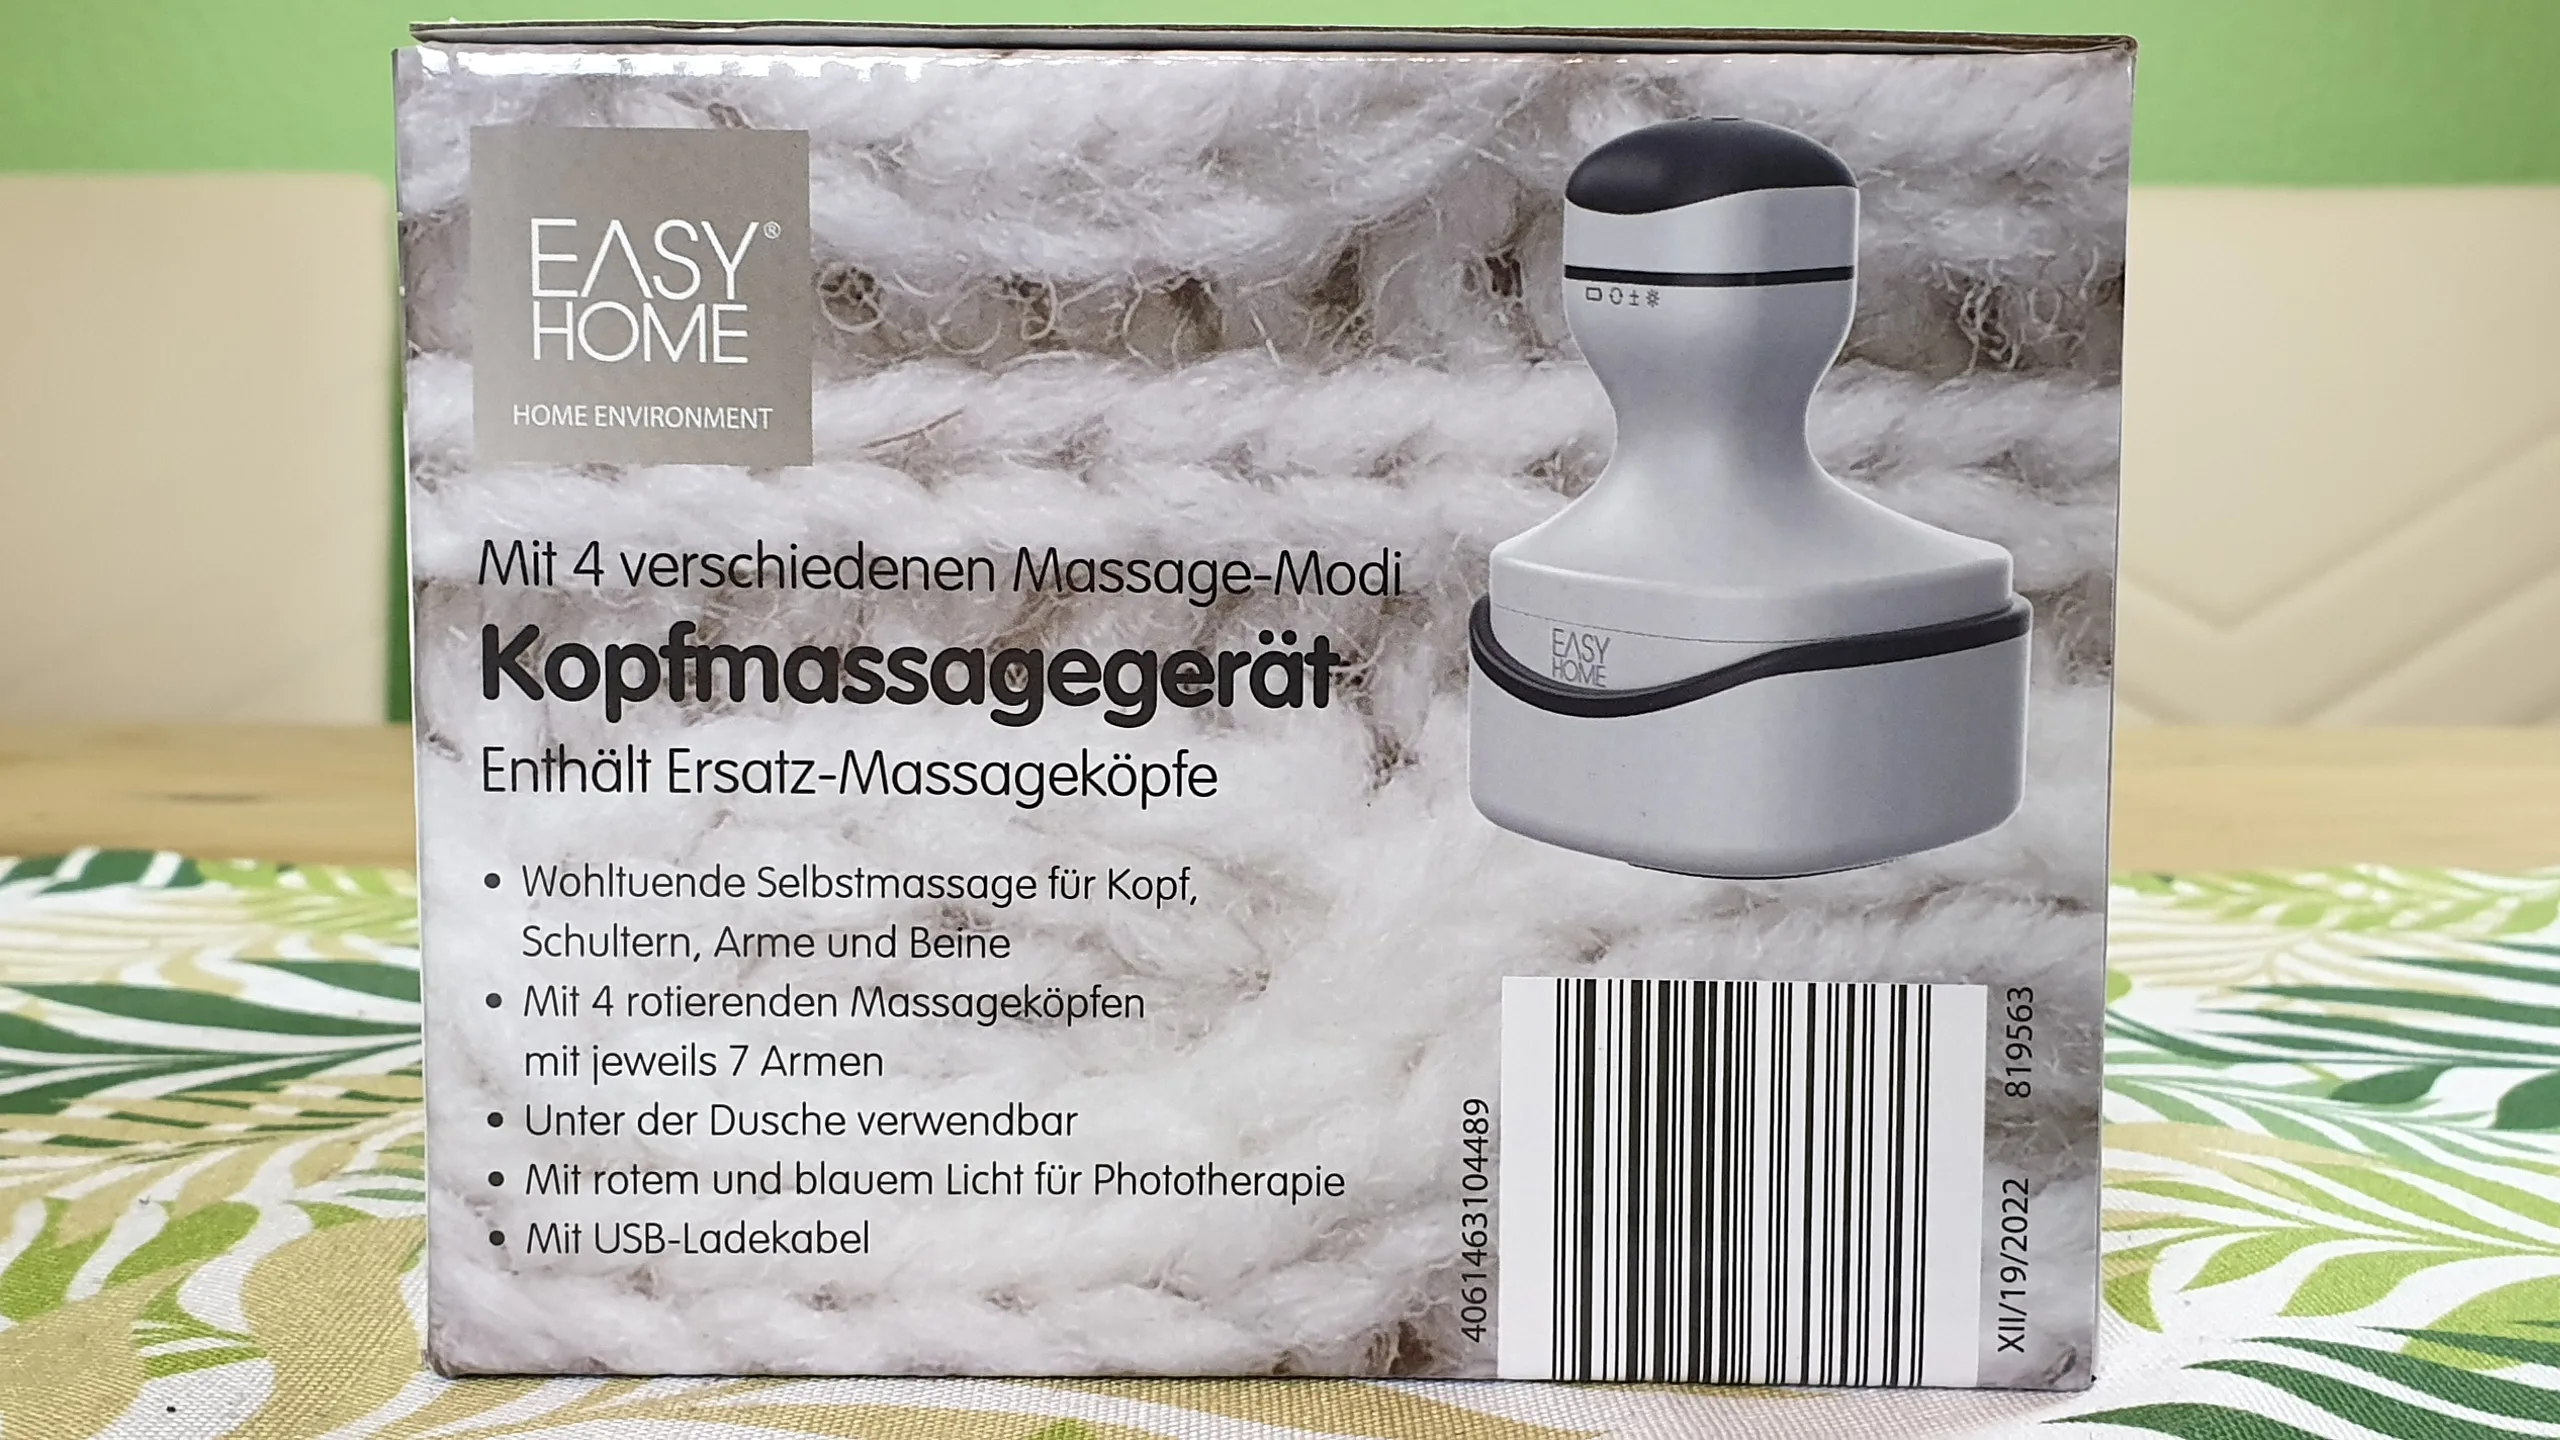 EASY®
HOME
HOME ENVIRONMENT
Mit 4 verschiedenen Massage-Modi
Kopfmassagegerät
Enthält Ersatz-Massageköpfe
• Wohltuende Selbstmassage für Kopf,
Schultern, Arme und Beine
• Mit 4 rotierenden Massageköpfen
mit jeweils 7 Armen
• Unter der Dusche verwendbar
• Mit rotem und blauem Licht für Phototherapie
• Mit USB-Ladekabel
EASY
HOME
4061463104489
XII/19/2022 819563